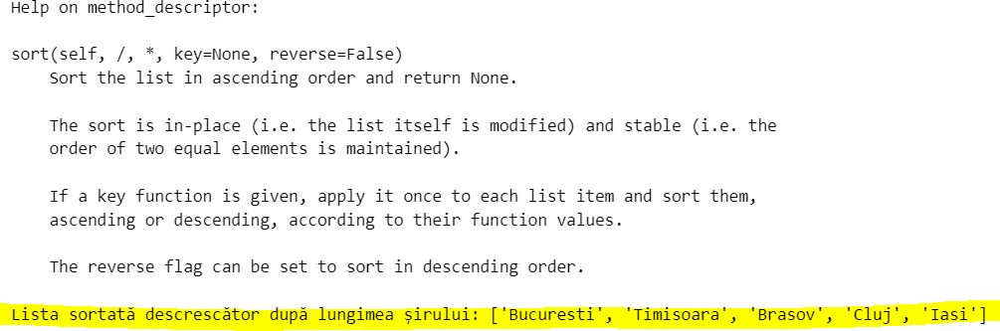 Help on method_descriptor:
sort(self, /, *, key=None, reverse=False)
Sort the list in ascending order and return None.
The sort is in-place (i.e. the list itself is modified) and stable (i.e. the
order of two equal elements is maintained).
If a key function is given, apply it once to each list item and sort them,
ascending or descending, according to their function values.
The reverse flag can be set to sort in descending order.
Lista sortată descrescător după lungimea șirului: ['Bucuresti', 'Timisoara', 'Brasov', 'Cluj', 'Iasi']